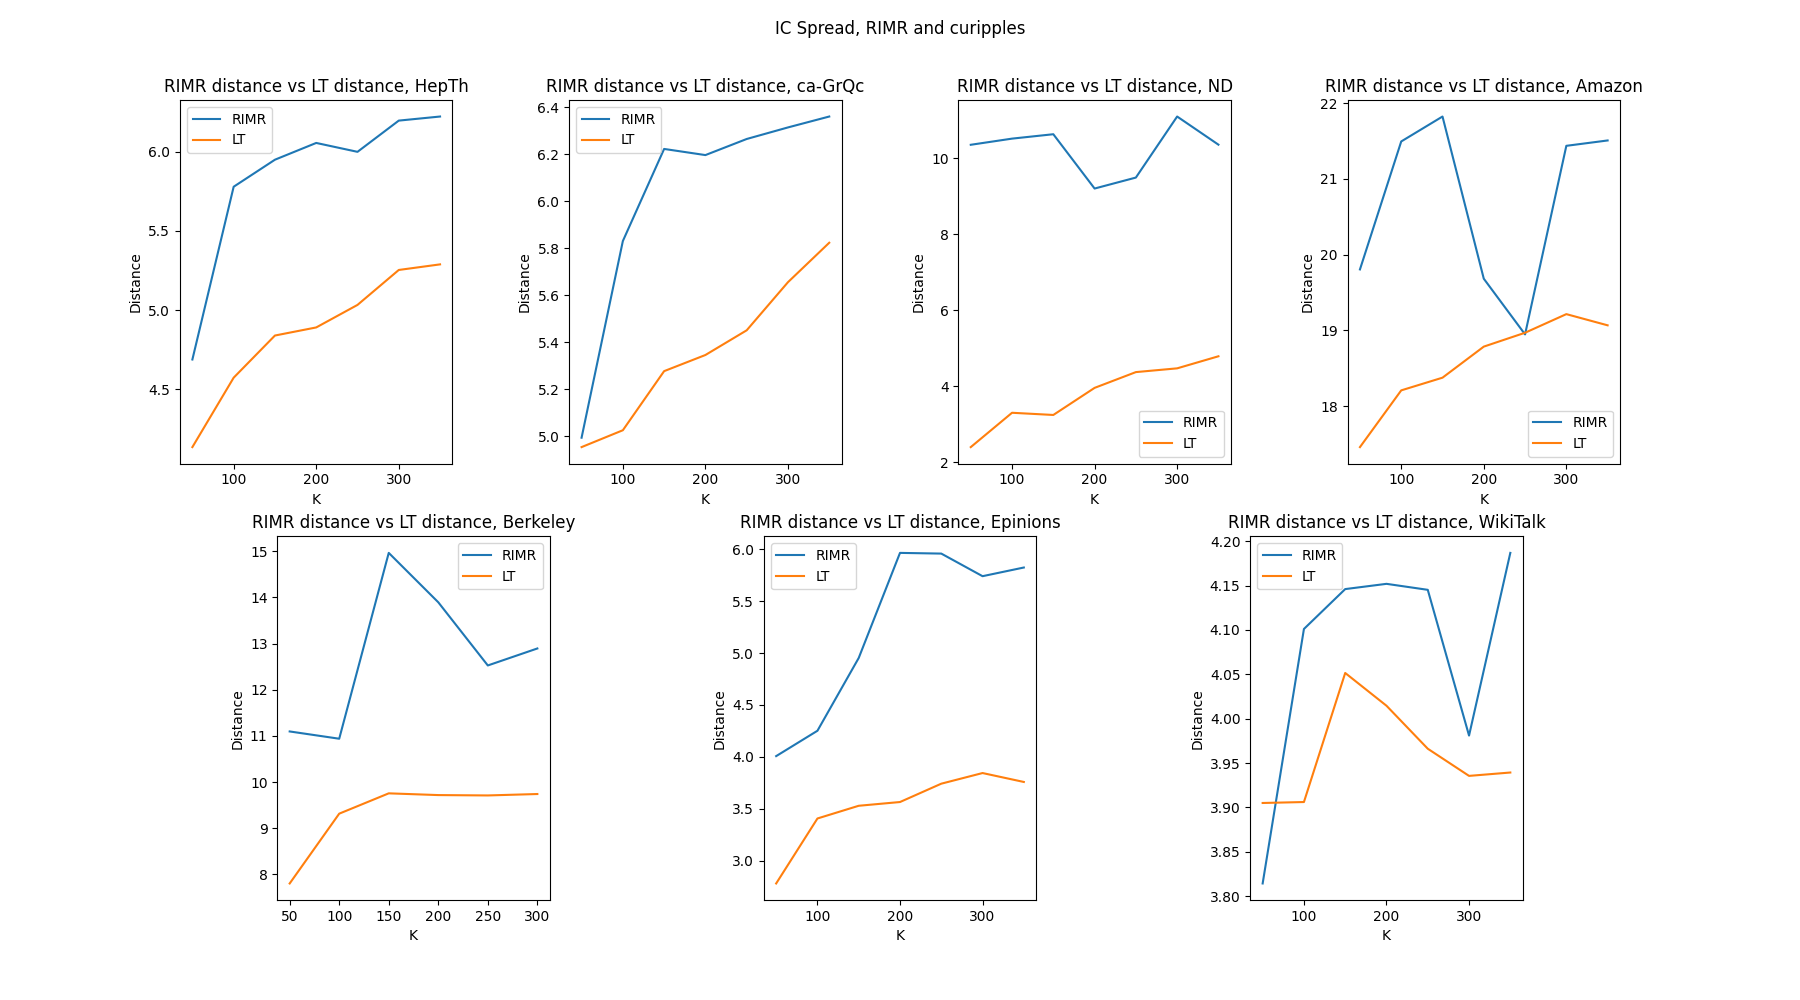 IC Spread, RIMR and curipples
RIMR distance vs LT distance, HepTh
RIMR
LT
Distance
6.0
5.5
5.0
4.5
100 200 300
K
RIMR distance vs LT distance, ca-GrQc
RIMR
LT
Distance
6.4
6.2
6.0
5.8
5.6
5.4
5.2
5.0
100 200 300
K
RIMR distance vs LT distance, ND
RIMR
LT
Distance
10
8
6
4
2
100 200 300
K
RIMR distance vs LT distance, Amazon
RIMR
LT
Distance
22
21
20
19
18
100 200 300
K
RIMR distance vs LT distance, Berkeley
RIMR
LT
Distance
15
14
13
12
11
10
9
8
50 100 150 200 250 300
K
RIMR distance vs LT distance, Epinions
RIMR
LT
Distance
6.0
5.5
5.0
4.5
4.0
3.5
3.0
100 200 300
K
RIMR distance vs LT distance, WikiTalk
RIMR
LT
Distance
4.20
4.15
4.10
4.05
4.00
3.95
3.90
3.85
3.80
100 200 300
K